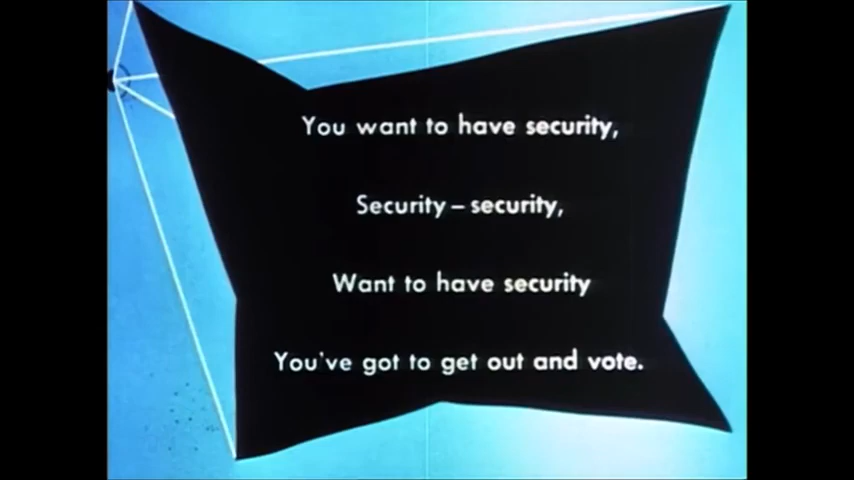 You want to have security,
Security – security,
Want to have security
You've got to get out and vote.